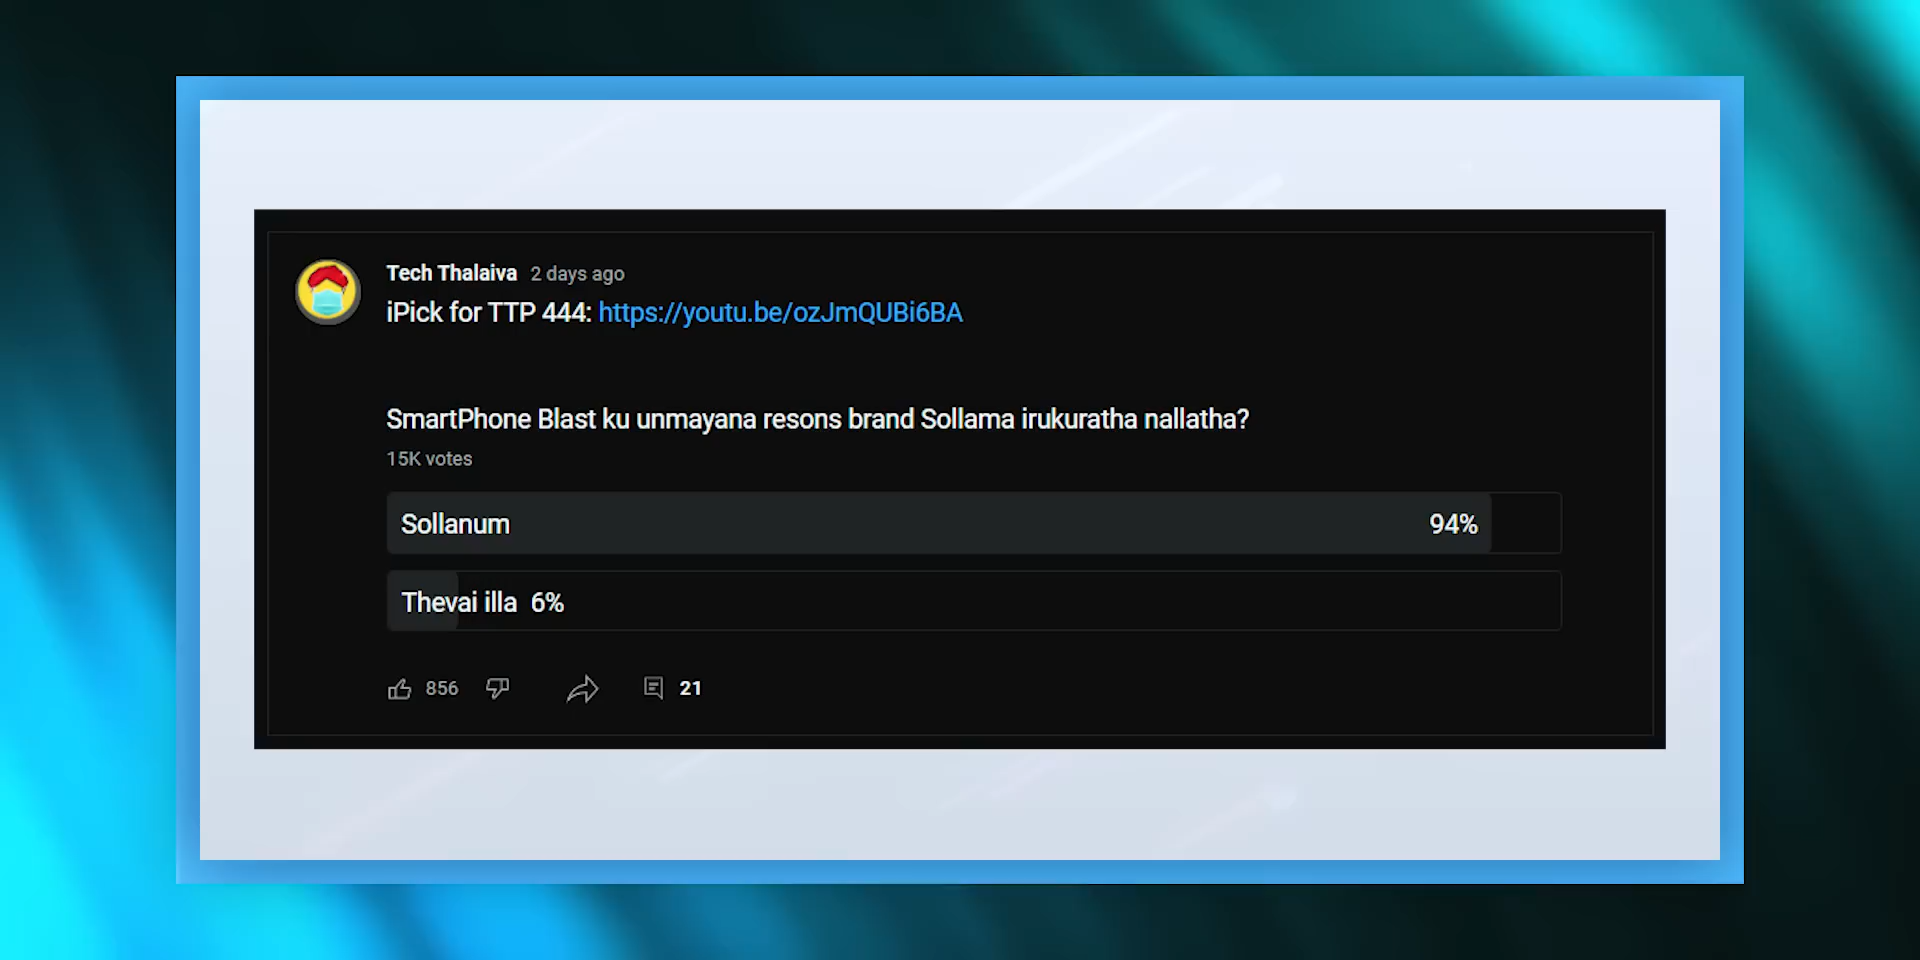 Tech Thalaiva 2 days ago
iPick for TTP 444: https://youtu.be/ozJmQUBi6BA
SmartPhone Blast ku unmayana resons brand Sollama irukuratha nallatha?
15K votes
Sollanum 94%
Thevai illa 6%
856 21